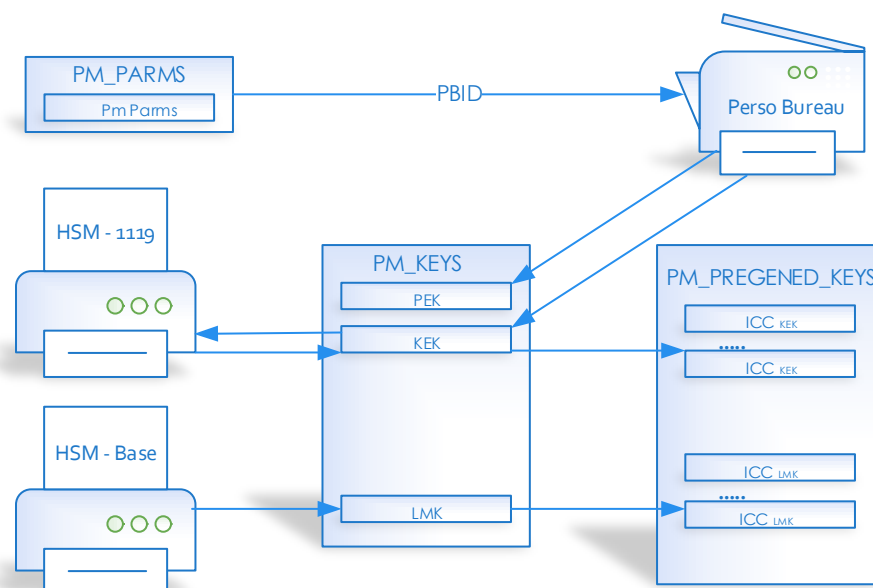 PM_PARMS
Pm Parms
PBID
Perso Bureau
HSM - 1119
PM_KEYS
PEK
KEK
LMK
PM_PREGENED_KEYS
ICC KEK
.....
ICC KEK
ICC LMK
.....
ICC LMK
HSM - Base